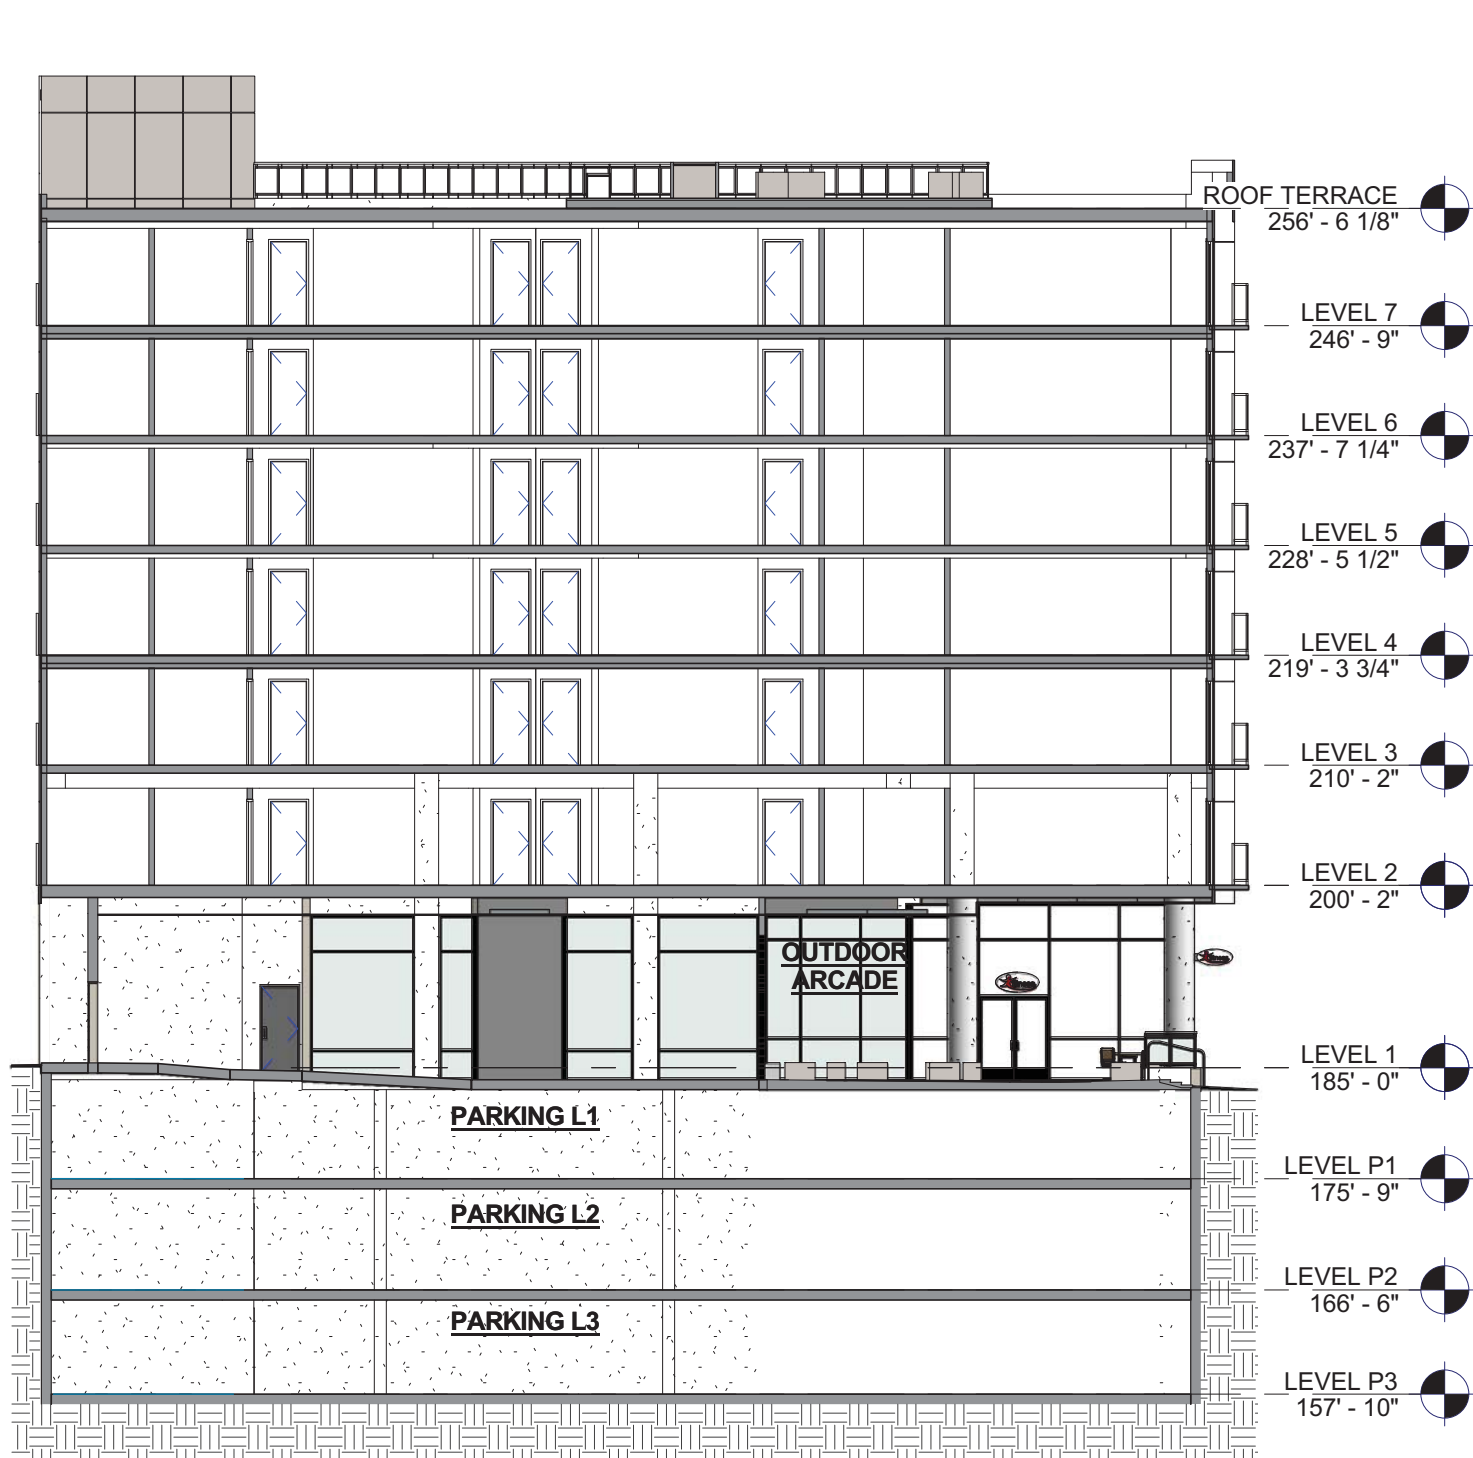 ROOF TERRACE
256' - 6 1/8"
LEVEL 7
246' - 9"
LEVEL 6
237' - 7 1/4"
LEVEL 5
228' - 5 1/2"
LEVEL 4
219' - 3 3/4"
LEVEL 3
210' - 2"
LEVEL 2
200' - 2"
OUTDOOR
ARCADE
LEVEL 1
185' - 0"
PARKING L1
LEVEL P1
175' - 9"
PARKING L2
LEVEL P2
166' - 6"
PARKING L3
LEVEL P3
157' - 10"